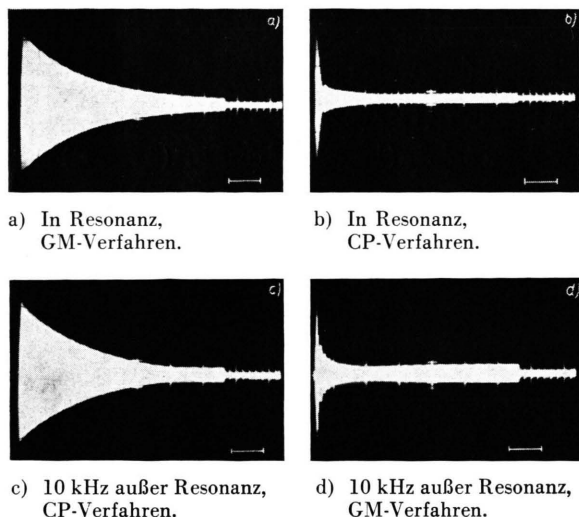 a)
b)
a) In Resonanz,
GM-Verfahren.
b) In Resonanz,
CP-Verfahren.
c)
d)
c) 10 kHz außer Resonanz,
CP-Verfahren.
d) 10 kHz außer Resonanz,
GM-Verfahren.